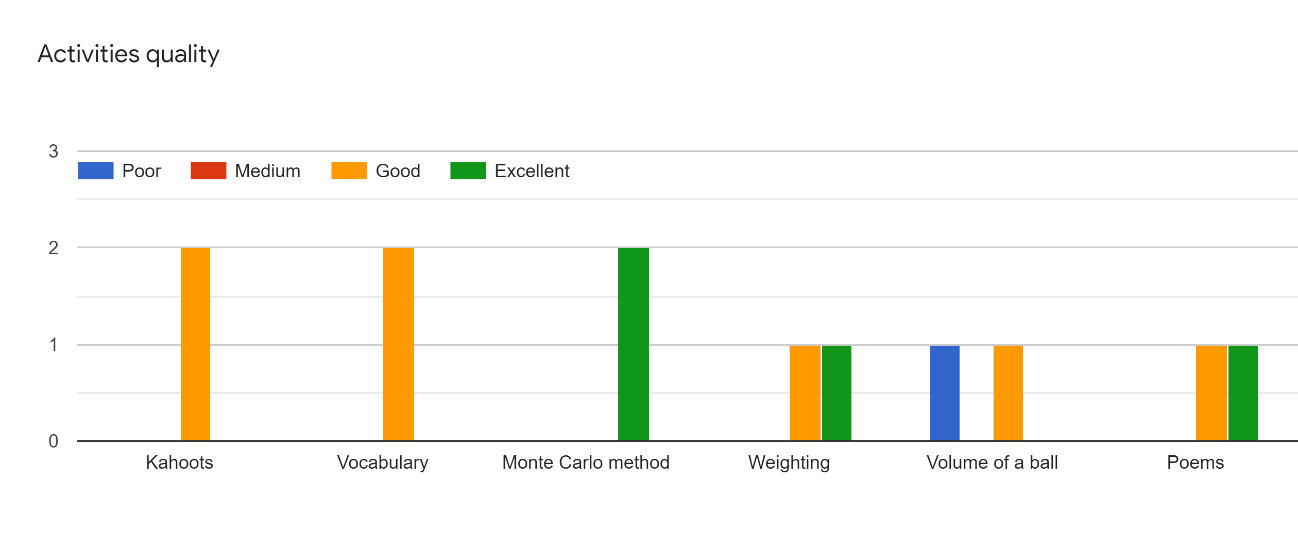 Activities quality
3
Poor Medium Good Excellent
2
1
0
Kahoots Vocabulary Monte Carlo method Weighting Volume of a ball Poems